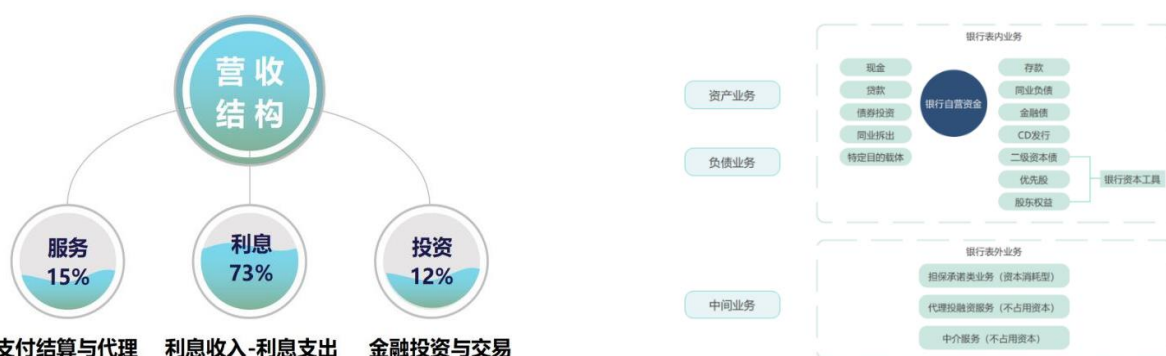 营收
结构
服务
15%
利息
73%
投资
12%
支付结算与代理
利息收入-利息支出
金融投资与交易
资产业务
负债业务
中间业务
银行表内业务
现金
贷款
债券投资
同业拆出
特定目的载体
银行自营资金
存款
同业负债
金融债
CD发行
二级资本债
优先股
股东权益
银行资本工具
银行表外业务
担保承诺类业务（资本消耗型）
代理投融资服务（不占用资本）
中介服务（不占用资本）